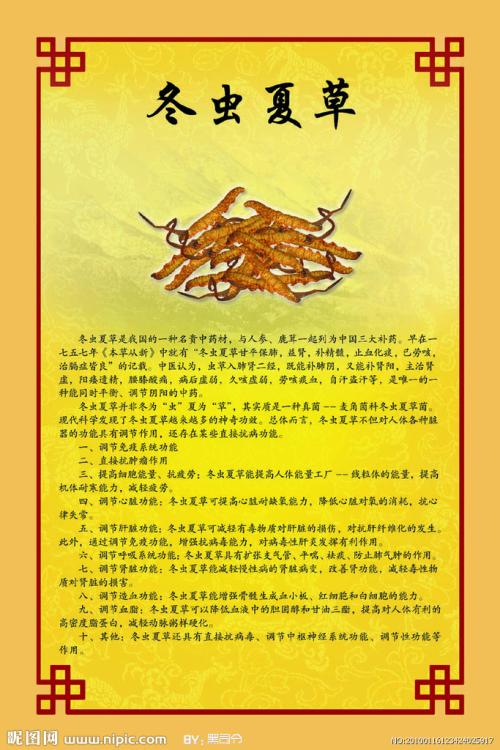 冬虫夏草
冬虫夏草是我国的一种名贵中药材，与人参、鹿茸一起列为中国三大补药。早在一
七五七年《本草从新》中就有“冬虫夏草甘平保肺，益肾，补精髓，止血化痰，已劳咳，
治膈症皆良”的记载。中医认为，虫草入肺肾二经，既能补肺阴，又能补肾阳，主治肾
虚，阳痿遗精，腰膝酸痛，病后虚弱，久咳虚弱，劳咳痰血，自汗盗汗等，是唯一的一
种能同时平衡、调节阴阳的中药。
冬虫夏草并非冬为“虫”夏为“草”，其实质是一种真菌--麦角菌科冬虫夏草菌。
现代科学发现了冬虫夏草越来越多的神奇功效。总体而言，冬虫夏草不但对人体各种脏
器的功能具有调节作用，还存在某些直接抗病功能。
一、调节免疫系统功能
二、直接抗肿瘤作用
三、提高细胞能量、抗疲劳：冬虫夏草能提高人体能量工厂--线粒体的能量，提高
机体耐寒能力，减轻疲劳。
四、调节心脏功能：冬虫夏草可提高心脏耐缺氧能力，降低心脏对氧的消耗，抗心
律失常。
五、调节肝脏功能：冬虫夏草可减轻有毒物质对肝脏的损伤，对抗肝纤维化的发生。
此外，通过调节免疫功能，增强抗病毒能力，对病毒性肝炎发挥有利作用。
六、调节呼吸系统功能：冬虫夏草具有扩张支气管、平喘、祛痰、防止肺气肿的作用。
七、调节肾脏功能：冬虫夏草能减轻慢性病的肾脏病变，改善肾功能，减轻毒性物
质对肾脏的损害。
八、调节造血功能：冬虫夏草能增强骨髓生成血小板、红细胞和白细胞的能力。
九、调节血脂：冬虫夏草可以降低血液中的胆固醇和甘油三酯，提高对人体有利的
高密度脂蛋白，减轻动脉粥样硬化。
十、其他：冬虫夏草还具有直接抗病毒、调节中枢神经系统功能、调节性功能等
作用。
昵图网 www.nipic.com BY：黑司令 NO:20100116123424025917